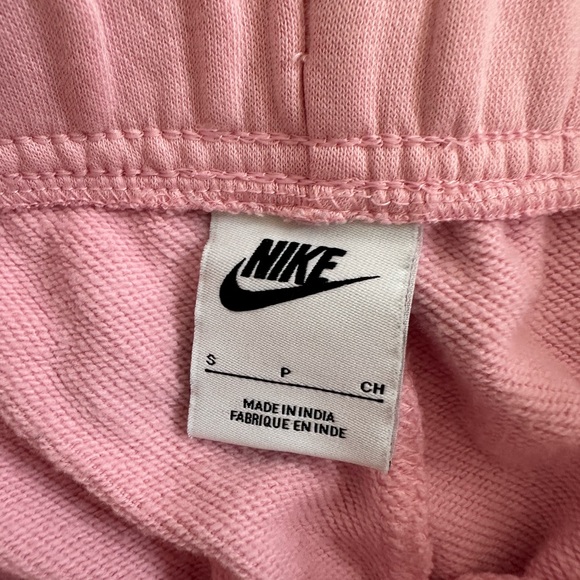 NIKE
S P CH
MADE IN INDIA
FABRIQUE EN INDE